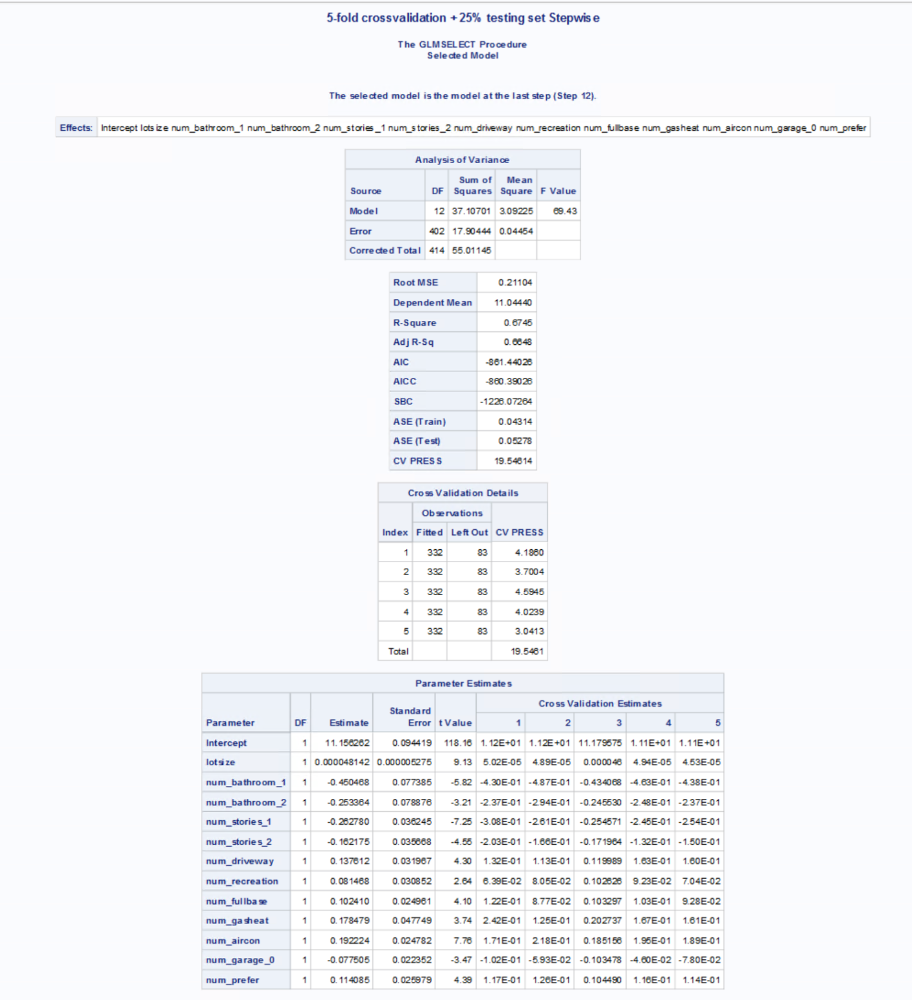 5-fold crossvalidation + 25% testing set Stepwise
The GLMSELECT Procedure
Selected Model
The selected model is the model at the last step (Step 12).
Effects: Intercept lotsize num_bathroom_1 num_bathroom_2 num_stories_1 num_stories_2 num_driveway num_recreation num_fullbase num_gasheat num_aircon num_garage_0 num_prefer
Analysis of Variance
Source DF Sum of Squares Mean Square F Value
Model 12 37.10701 3.09225 69.43
Error 402 17.90444 0.04454
Corrected Total 414 55.01145
Root MSE 0.21104
Dependent Mean 11.04440
R-Square 0.6745
Adj R-Sq 0.6648
AIC -861.44026
AICC -860.39026
SBC -1226.07264
ASE (Train) 0.04314
ASE (Test) 0.05278
CV PRESS 19.54614
Cross Validation Details
Observations
Index Fitted Left Out CV PRESS
1 332 83 4.1860
2 332 83 3.7004
3 332 83 4.5945
4 332 83 4.0239
5 332 83 3.0413
Total 19.5461
Parameter Estimates
Cross Validation Estimates
Parameter DF Estimate Standard Error t Value 1 2 3 4 5
Intercept 1 11.156262 0.094419 118.16 1.12E+01 1.12E+01 11.179575 1.11E+01 1.11E+01
lotsize 1 0.000048142 0.000005275 9.13 5.02E-05 4.89E-05 0.000046 4.94E-05 4.53E-05
num_bathroom_1 1 -0.450468 0.077385 -5.82 -4.30E-01 -4.87E-01 -0.434068 -4.63E-01 -4.38E-01
num_bathroom_2 1 -0.253364 0.078876 -3.21 -2.37E-01 -2.94E-01 -0.245530 -2.48E-01 -2.37E-01
num_stories_1 1 -0.262780 0.036245 -7.25 -3.08E-01 -2.61E-01 -0.254571 -2.45E-01 -2.54E-01
num_stories_2 1 -0.162175 0.035668 -4.55 -2.03E-01 -1.66E-01 -0.171964 -1.32E-01 -1.50E-01
num_driveway 1 0.137612 0.031967 4.30 1.32E-01 1.13E-01 0.119989 1.63E-01 1.60E-01
num_recreation 1 0.081468 0.030852 2.64 6.39E-02 8.05E-02 0.102626 9.23E-02 7.04E-02
num_fullbase 1 0.102410 0.024961 4.10 1.22E-01 8.77E-02 0.103297 1.03E-01 9.28E-02
num_gasheat 1 0.178479 0.047749 3.74 2.42E-01 1.25E-01 0.202737 1.67E-01 1.61E-01
num_aircon 1 0.192224 0.024782 7.76 1.71E-01 2.18E-01 0.185156 1.95E-01 1.89E-01
num_garage_0 1 -0.077505 0.022352 -3.47 -1.02E-01 -5.93E-02 -0.103478 -4.60E-02 -7.80E-02
num_prefer 1 0.114085 0.025979 4.39 1.17E-01 1.26E-01 0.104490 1.16E-01 1.14E-01